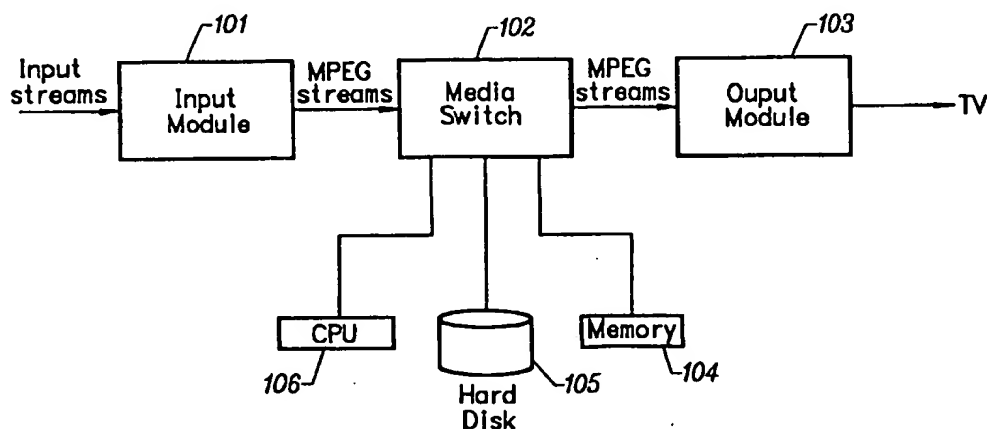 101
102
103
Input
streams
Input
Module
MPEG
streams
Media
Switch
MPEG
streams
Ouput
Module
TV
CPU
106
Hard
Disk
105
Memory
104